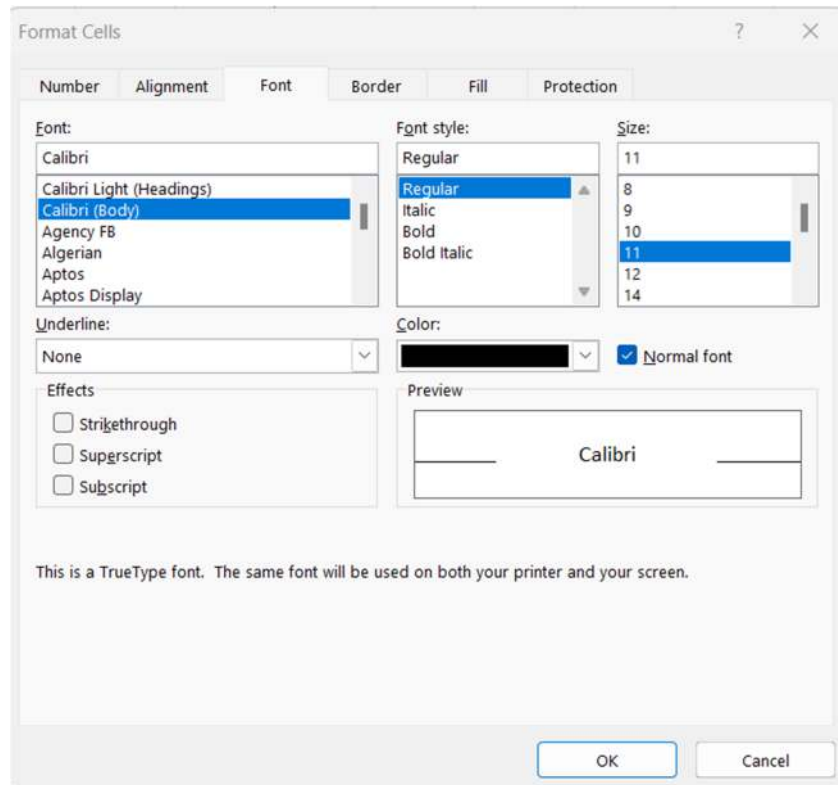 Format Cells
Number Alignment Font Border Fill Protection
Font: Font style: Size:
Calibri Regular 11
Calibri Light (Headings) Regular 8
Calibri (Body) Italic 9
Agency FB Bold 10
Algerian Bold Italic 11
Aptos 12
Aptos Display 14
Underline: Color:
None Normal font
Effects Preview
Strikethrough
Superscript Calibri
Subscript
This is a TrueType font. The same font will be used on both your printer and your screen.
OK Cancel